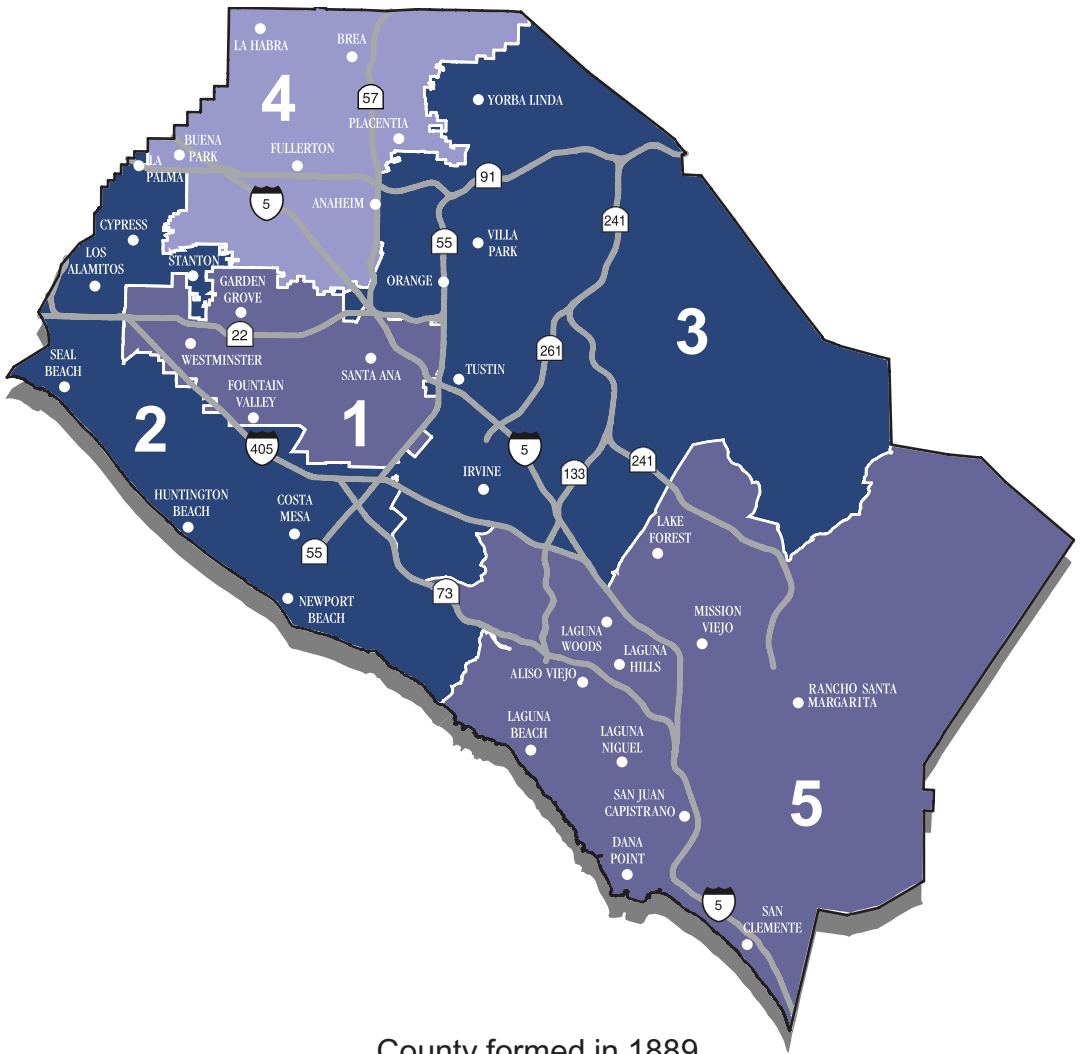 LA HABRA
BREA
4
57
YORBA LINDA
PLACENTIA
BUENA
PARK
FULLERTON
LA
PALMA
91
5
ANAHEIM
241
CYPRESS
55
VILLA
PARK
LOS
ALAMITOS
STANTON
GARDEN
GROVE
ORANGE
22
3
261
WESTMINSTER
SEAL
BEACH
SANTA ANA
TUSTIN
FOUNTAIN
VALLEY
2
1
405
5
241
133
IRVINE
HUNTINGTON
BEACH
COSTA
MESA
LAKE
FOREST
55
73
NEWPORT
BEACH
MISSION
VIEJO
LAGUNA
WOODS
LAGUNA
HILLS
ALISO VIEJO
RANCHO SANTA
MARGARITA
LAGUNA
BEACH
LAGUNA
NIGUEL
SAN JUAN
CAPISTRANO
5
DANA
POINT
5
SAN
CLEMENTE
County formed in 1889